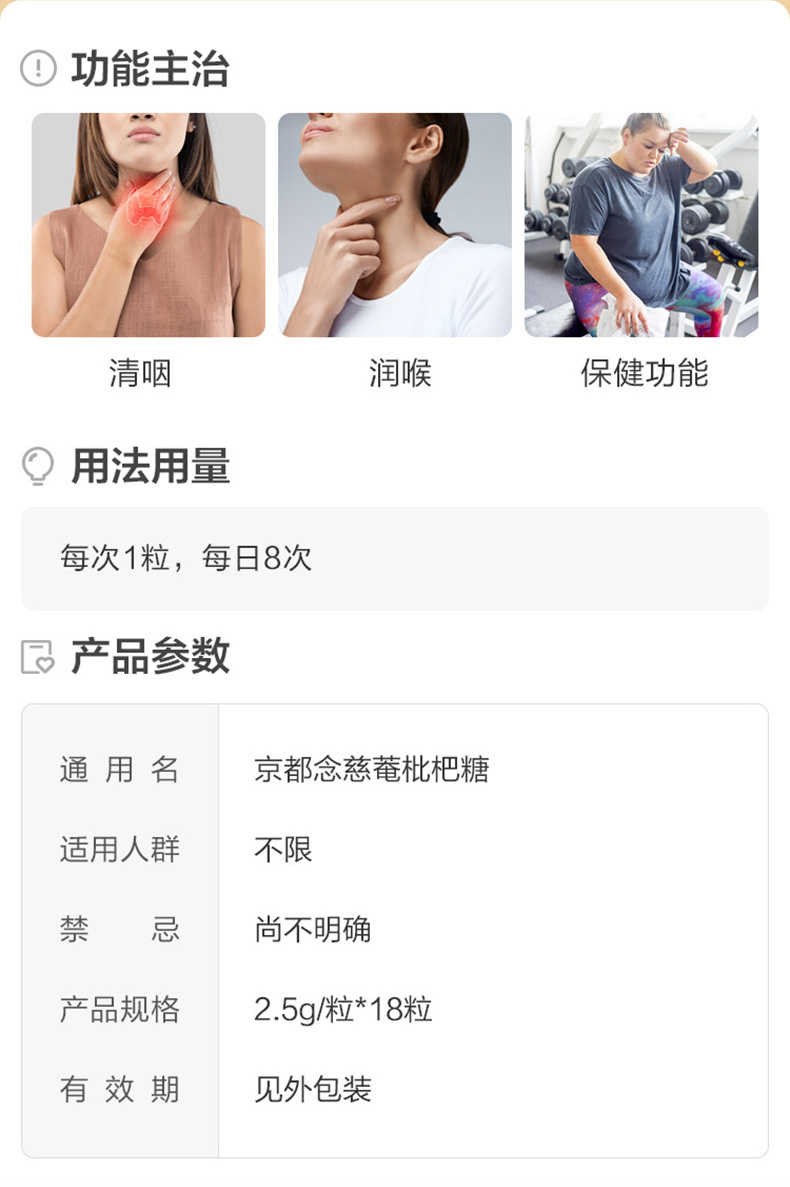 功能主治
清咽
润喉
保健功能
用法用量
每次1粒，每日8次
产品参数
通用名 京都念慈菴枇杷糖
适用人群 不限
禁忌 尚不明确
产品规格 2.5g/粒*18粒
有效期 见外包装